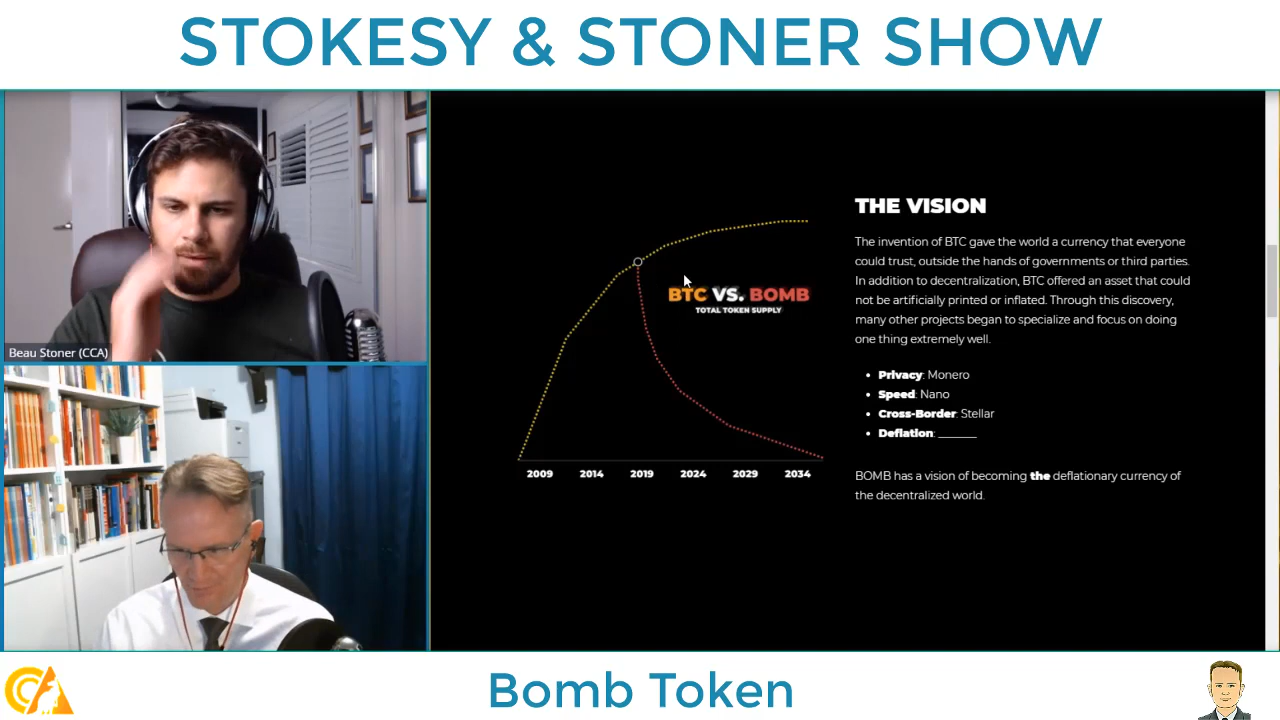 STOKESY & STONER SHOW
Beau Stoner (CCA)
BTC VS. BOMB
TOTAL TOKEN SUPPLY
2009 2014 2019 2024 2029 2034
THE VISION
The invention of BTC gave the world a currency that everyone
could trust, outside the hands of governments or third parties.
In addition to decentralization, BTC offered an asset that could
not be artificially printed or inflated. Through this discovery,
many other projects began to specialize and focus on doing
one thing extremely well.
• Privacy: Monero
• Speed: Nano
• Cross-Border: Stellar
• Deflation: _______
BOMB has a vision of becoming the deflationary currency of
the decentralized world.
Bomb Token